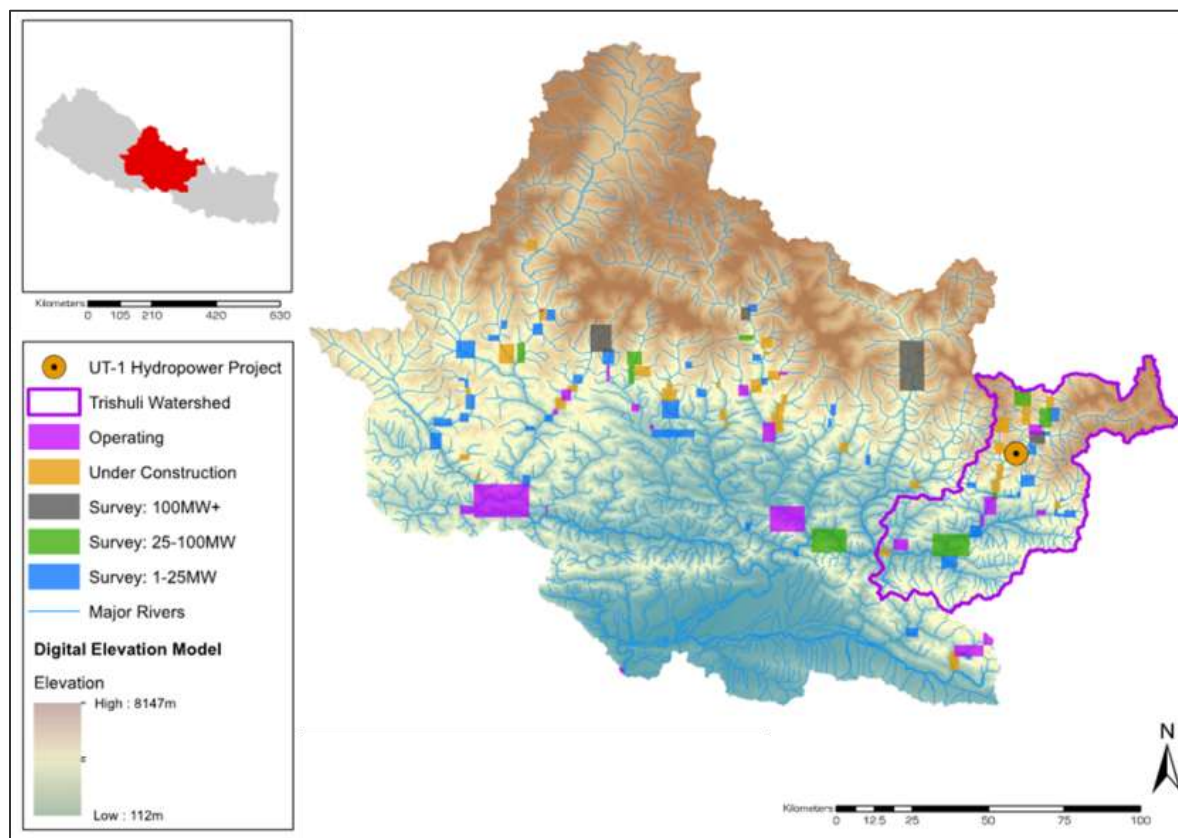 Kilometers
0 105 210 420 630
UT-1 Hydropower Project
Trishuli Watershed
Operating
Under Construction
Survey: 100MW+
Survey: 25-100MW
Survey: 1-25MW
Major Rivers
Digital Elevation Model
Elevation
High : 8147m
Low : 112m
N
Kilometers
0 12.5 25 50 75 100